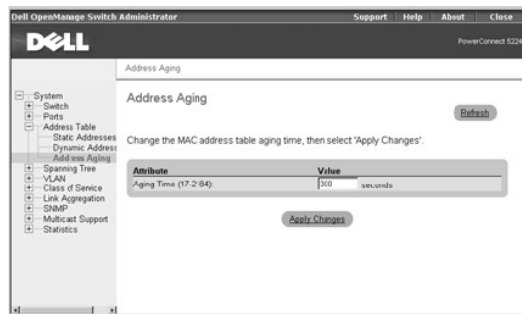 Dell OpenManage Switch Administrator
Support Help About Close
DELL
PowerConnect 5224
Address Aging
System
Switch
Ports
Address Table
Static Addresses
Dynamic Address
Address Aging
Spanning Tree
VLAN
Class of Service
Link Aggregation
SNMP
Multicast Support
Statistics
Address Aging
Refresh
Change the MAC address table aging time, then select 'Apply Changes'.
Attribute Value
Aging Time (17-2184): 300 seconds
Apply Changes